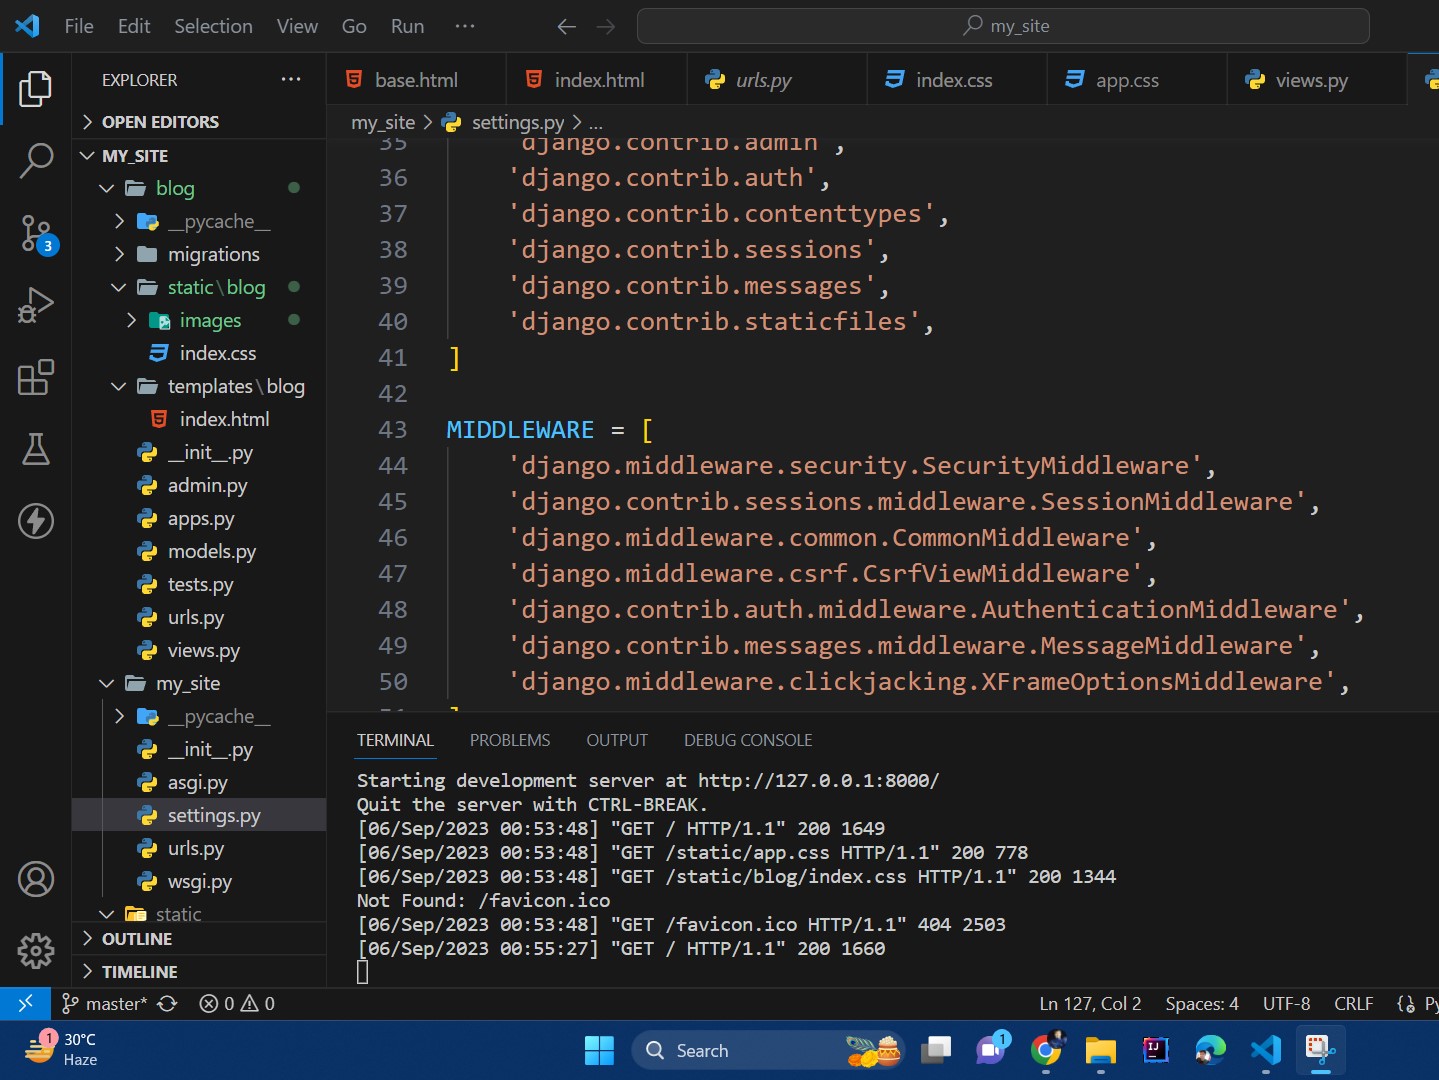 File Edit Selection View Go Run ···
my_site
EXPLORER ···
base.html index.html urls.py index.css app.css views.py
OPEN EDITORS
my_site > settings.py > ...
MY_SITE
blog
__pycache__
migrations
static\blog
images
index.css
templates\blog
index.html
__init__.py
admin.py
apps.py
models.py
tests.py
urls.py
views.py
my_site
__pycache__
__init__.py
asgi.py
settings.py
urls.py
wsgi.py
static
OUTLINE
TIMELINE
3
35 'django.contrib.admin',
36 'django.contrib.auth',
37 'django.contrib.contenttypes',
38 'django.contrib.sessions',
39 'django.contrib.messages',
40 'django.contrib.staticfiles',
41 ]
42
43 MIDDLEWARE = [
44 'django.middleware.security.SecurityMiddleware',
45 'django.contrib.sessions.middleware.SessionMiddleware',
46 'django.middleware.common.CommonMiddleware',
47 'django.middleware.csrf.CsrfViewMiddleware',
48 'django.contrib.auth.middleware.AuthenticationMiddleware',
49 'django.contrib.messages.middleware.MessageMiddleware',
50 'django.middleware.clickjacking.XFrameOptionsMiddleware',
51 ]
TERMINAL PROBLEMS OUTPUT DEBUG CONSOLE
Starting development server at http://127.0.0.1:8000/
Quit the server with CTRL-BREAK.
[06/Sep/2023 00:53:48] "GET / HTTP/1.1" 200 1649
[06/Sep/2023 00:53:48] "GET /static/app.css HTTP/1.1" 200 778
[06/Sep/2023 00:53:48] "GET /static/blog/index.css HTTP/1.1" 200 1344
Not Found: /favicon.ico
[06/Sep/2023 00:53:48] "GET /favicon.ico HTTP/1.1" 404 2503
[06/Sep/2023 00:55:27] "GET / HTTP/1.1" 200 1660
master* 0 0 Ln 127, Col 2 Spaces: 4 UTF-8 CRLF Py
1 30°C
Haze
Search
1
IJ